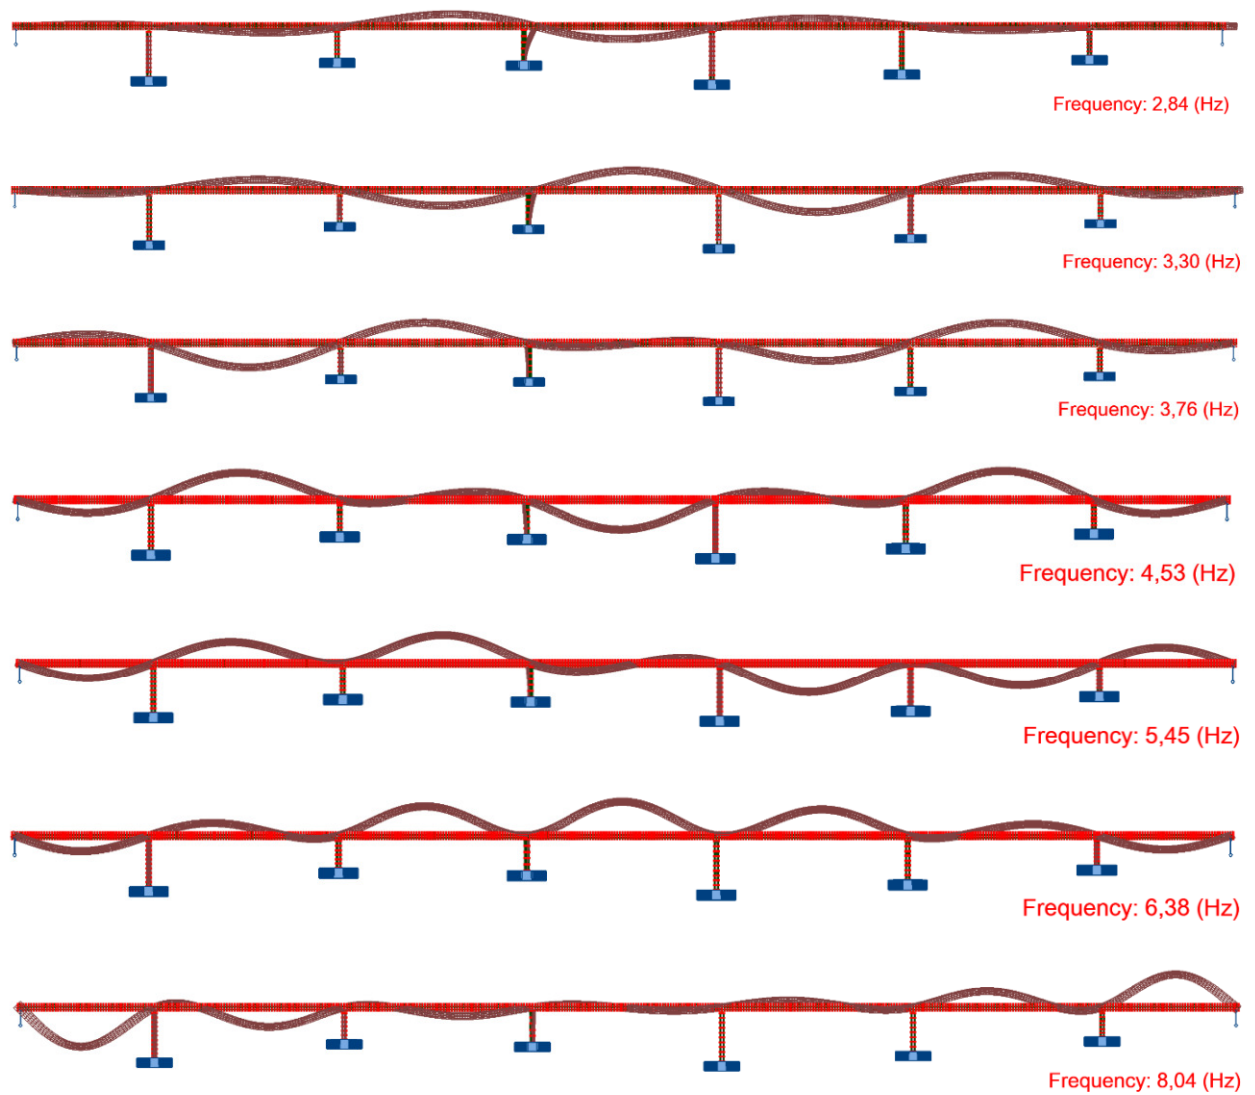 Frequency: 2,84 (Hz)
Frequency: 3,30 (Hz)
Frequency: 3,76 (Hz)
Frequency: 4,53 (Hz)
Frequency: 5,45 (Hz)
Frequency: 6,38 (Hz)
Frequency: 8,04 (Hz)